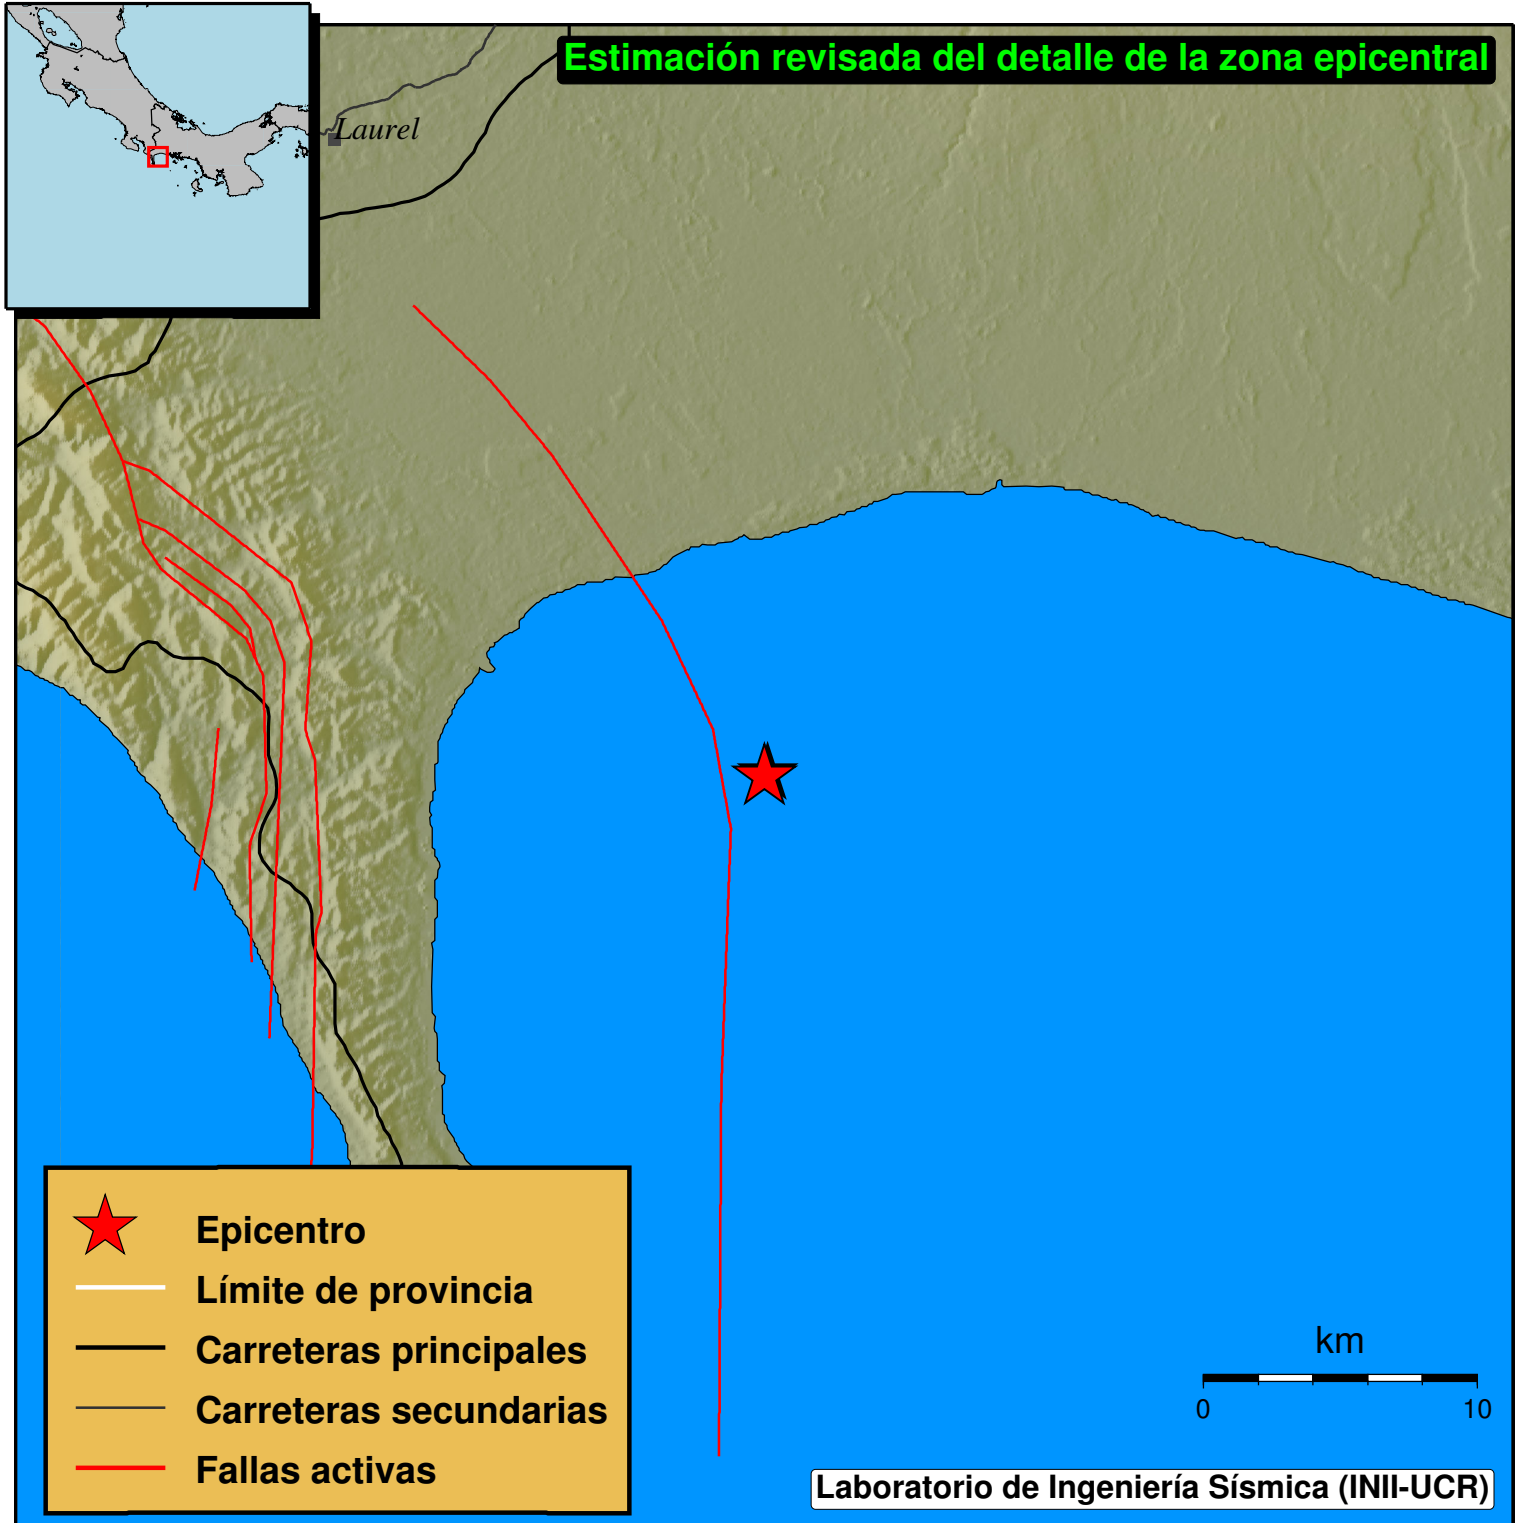 Estimación revisada del detalle de la zona epicentral
Laurel
Epicentro
Límite de provincia
Carreteras principales
Carreteras secundarias
Fallas activas
km
0 10
Laboratorio de Ingeniería Sísmica (INII-UCR)